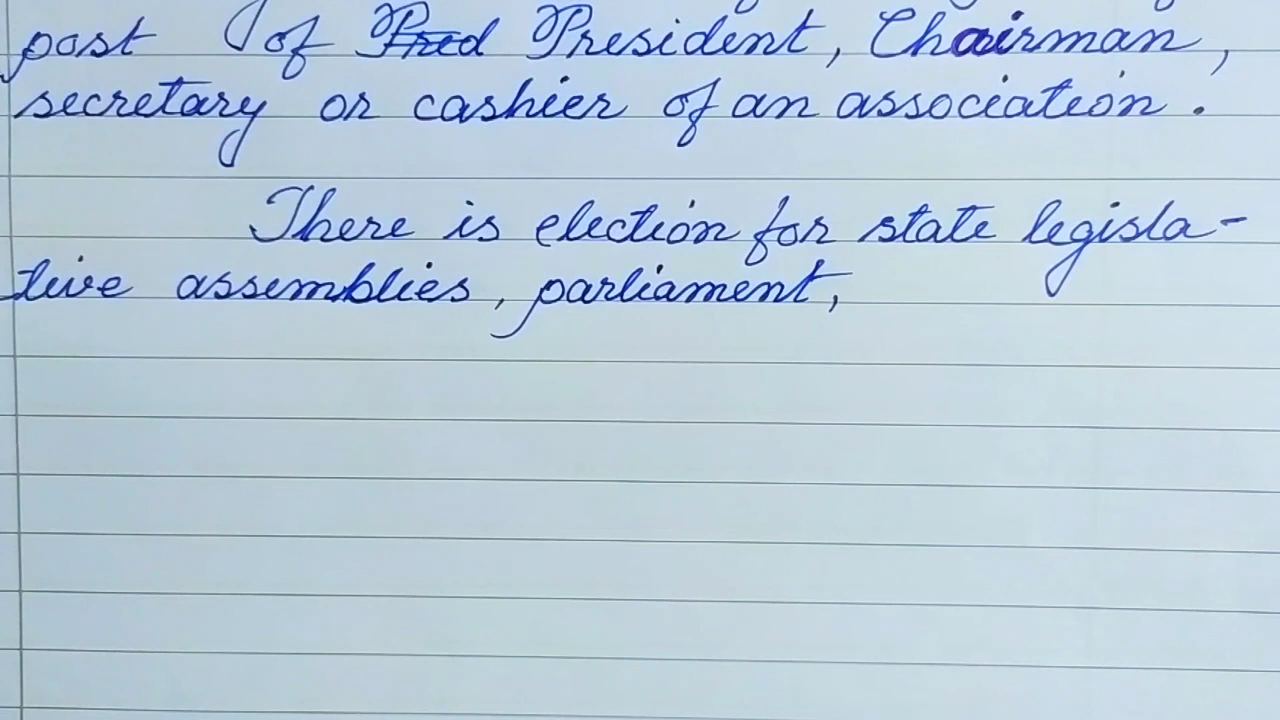 post of Pred President, Chairman,
secretary or cashier of an association.
There is election for state legisla-
tive assemblies, parliament,